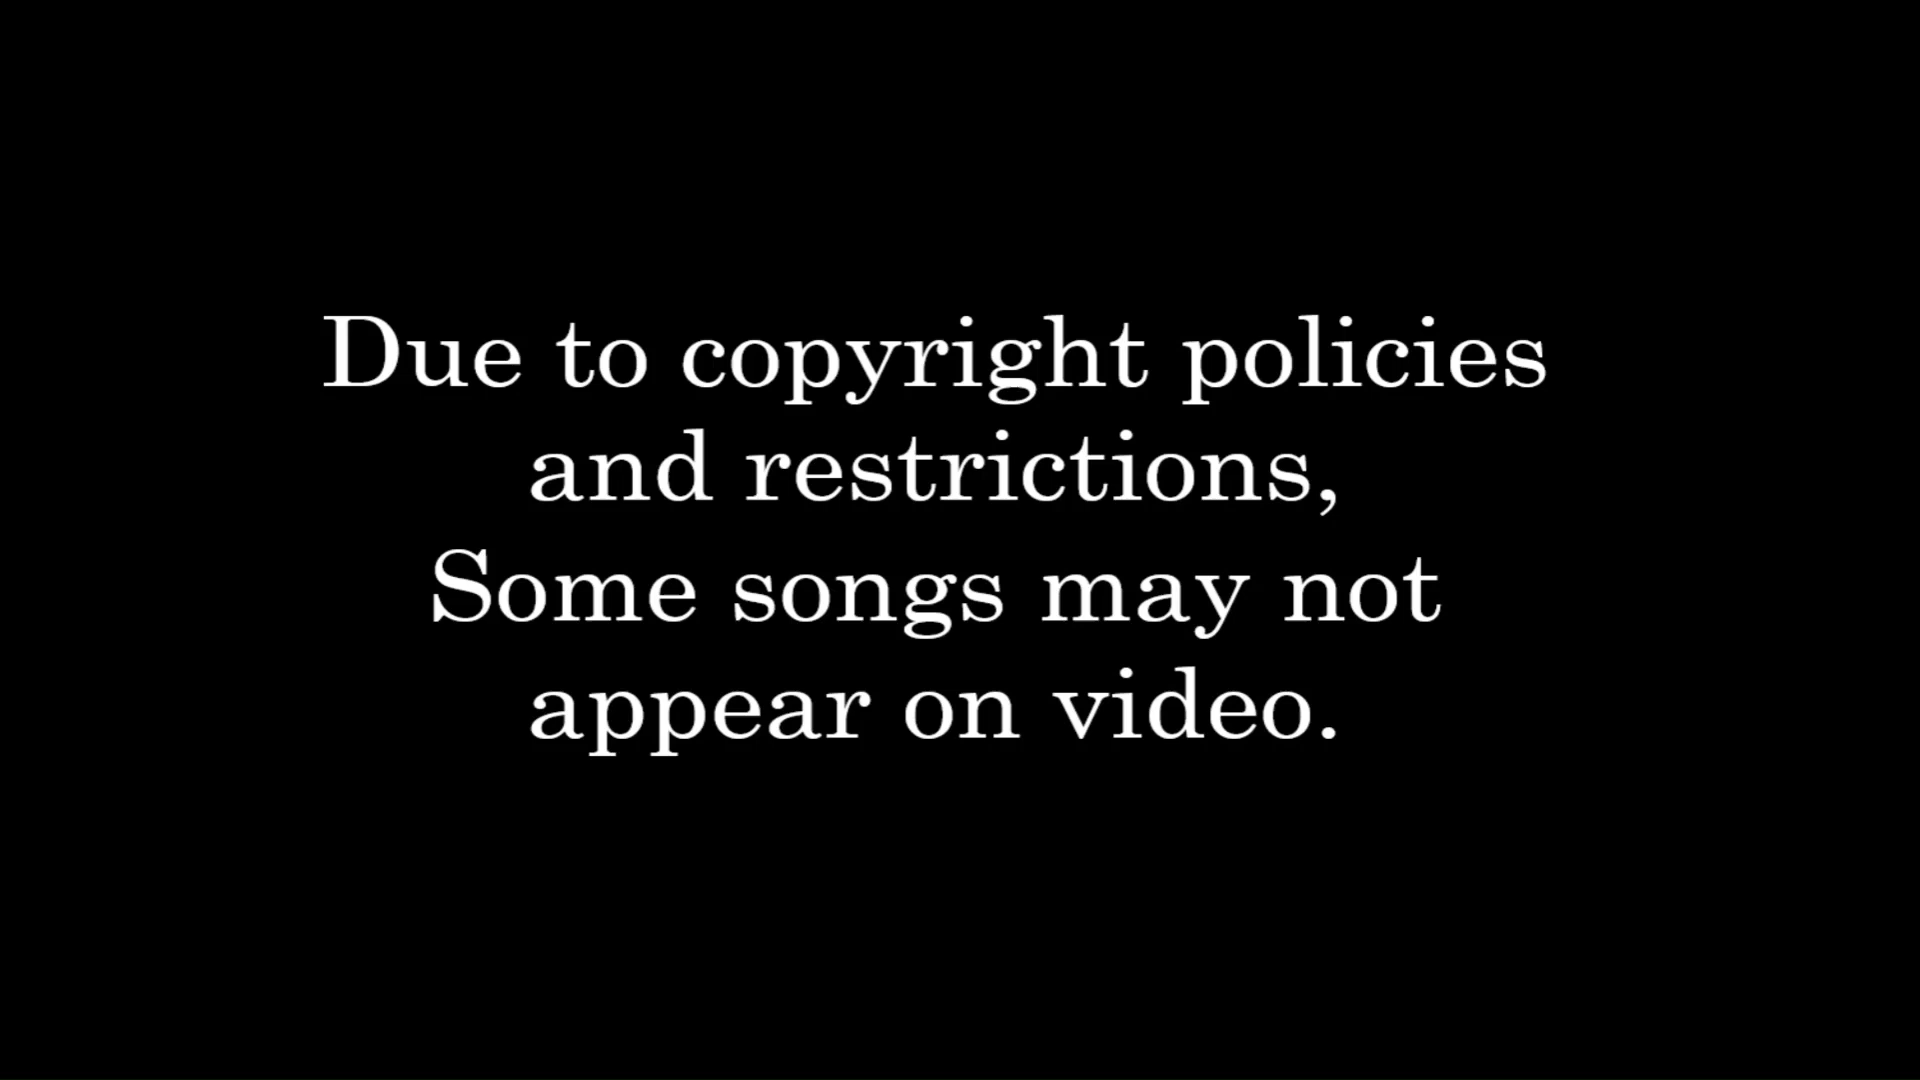 Due to copyright policies
and restrictions,
Some songs may not
appear on video.